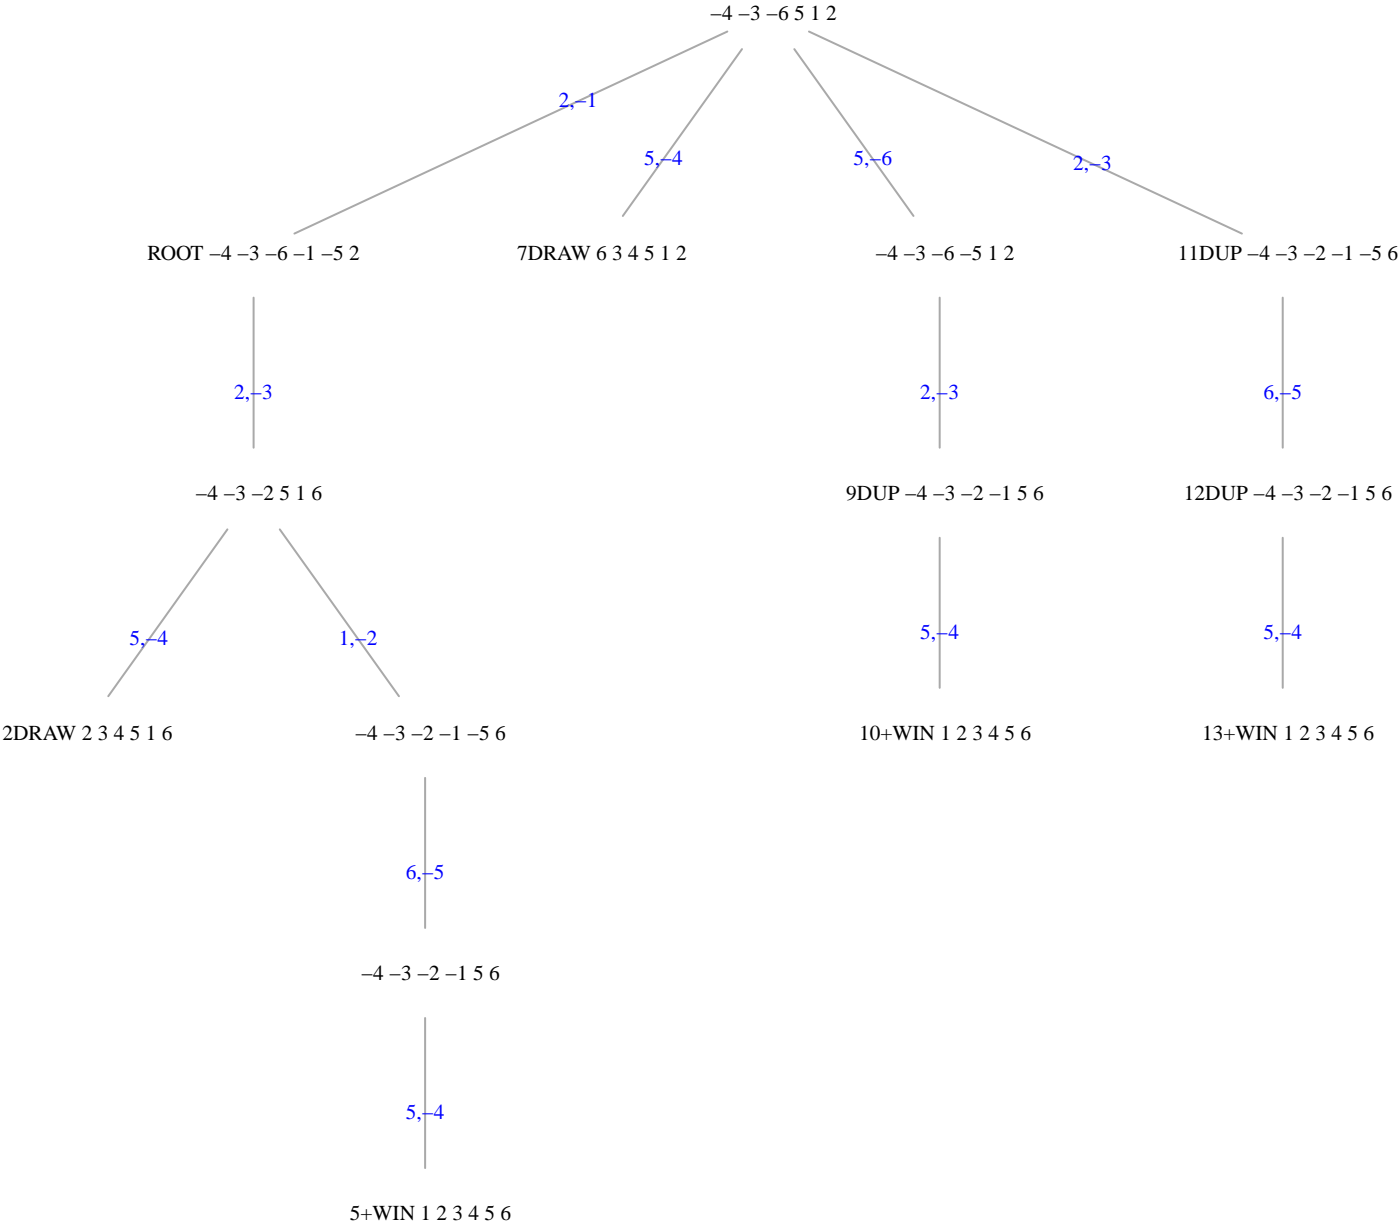 –4 –3 –6 5 1 2
2,–1
5,–4
5,–6
2,–3
ROOT –4 –3 –6 –1 –5 2
7DRAW 6 3 4 5 1 2
–4 –3 –6 –5 1 2
11DUP –4 –3 –2 –1 –5 6
2,–3
2,–3
6,–5
–4 –3 –2 5 1 6
9DUP –4 –3 –2 –1 5 6
12DUP –4 –3 –2 –1 5 6
5,–4
1,–2
5,–4
5,–4
2DRAW 2 3 4 5 1 6
–4 –3 –2 –1 –5 6
10+WIN 1 2 3 4 5 6
13+WIN 1 2 3 4 5 6
6,–5
–4 –3 –2 –1 5 6
5,–4
5+WIN 1 2 3 4 5 6